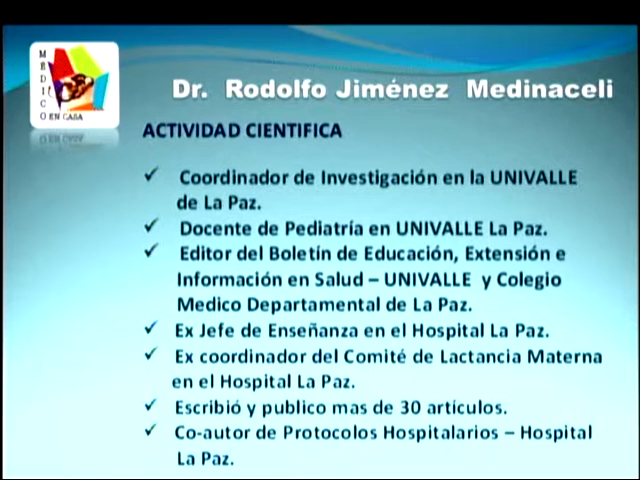 MEDICO
EN CASA
Dr. Rodolfo Jiménez Medinaceli
ACTIVIDAD CIENTIFICA
✓ Coordinador de Investigación en la UNIVALLE
de La Paz.
✓ Docente de Pediatría en UNIVALLE La Paz.
✓ Editor del Boletín de Educación, Extensión e
Información en Salud – UNIVALLE y Colegio
Medico Departamental de La Paz.
✓ Ex Jefe de Enseñanza en el Hospital La Paz.
✓ Ex coordinador del Comité de Lactancia Materna
en el Hospital La Paz.
✓ Escribió y publico mas de 30 artículos.
✓ Co-autor de Protocolos Hospitalarios – Hospital
La Paz.